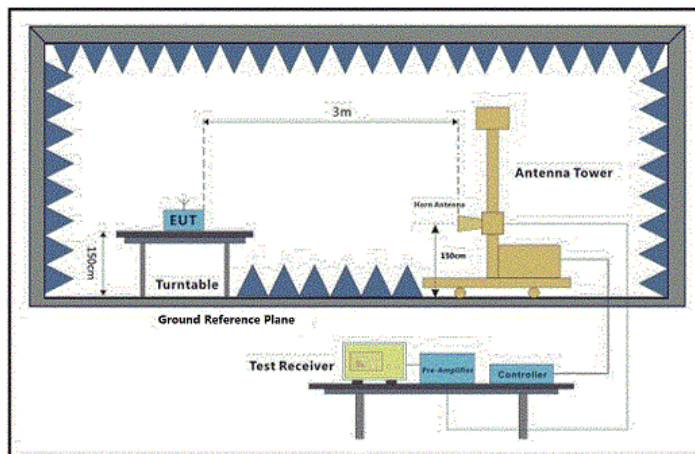 3m
Antenna Tower
Horn Antenna
EUT
150cm
150cm
Turntable
Ground Reference Plane
Test Receiver
Pre-Amplifier
Controller